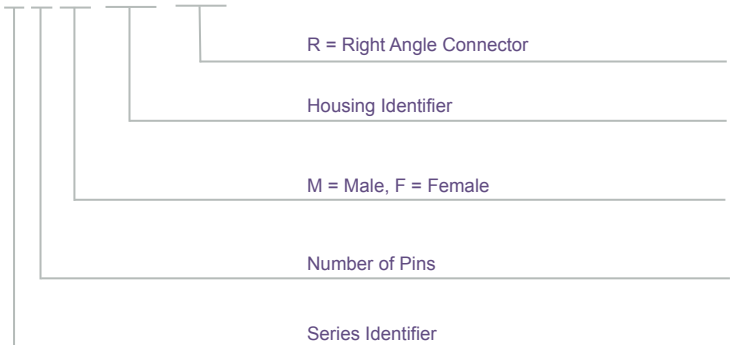 R = Right Angle Connector
Housing Identifier
M = Male, F = Female
Number of Pins
Series Identifier